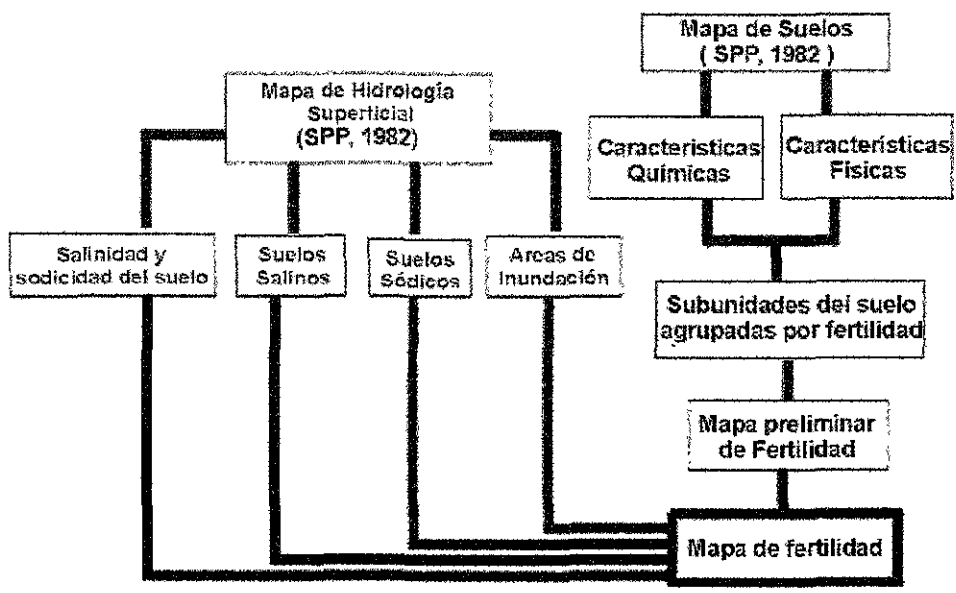 Mapa de Suelos
( SPP, 1982 )
Mapa de Hidrología
Superficial
(SPP, 1982)
Características
Químicas
Características
Físicas
Salinidad y
sodicidad del suelo
Suelos
Salinos
Suelos
Sódicos
Areas de
Inundación
Subunidades del suelo
agrupadas por fertilidad
Mapa preliminar
de Fertilidad
Mapa de fertilidad